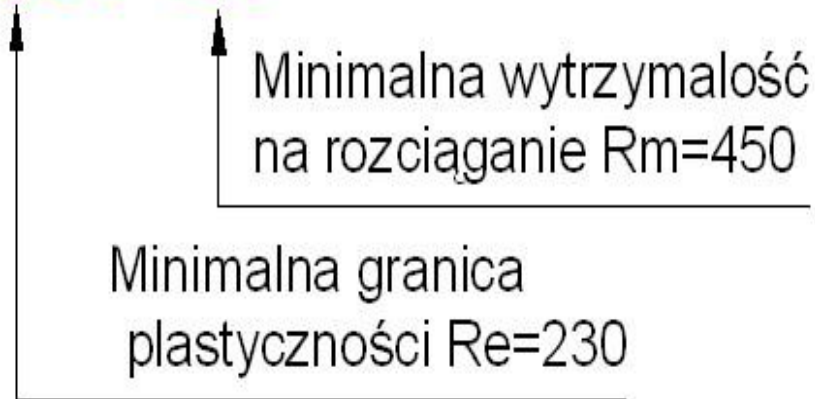 Minimalna wytrzymalość
na rozciąganie Rm=450
Minimalna granica
plastyczności Re=230